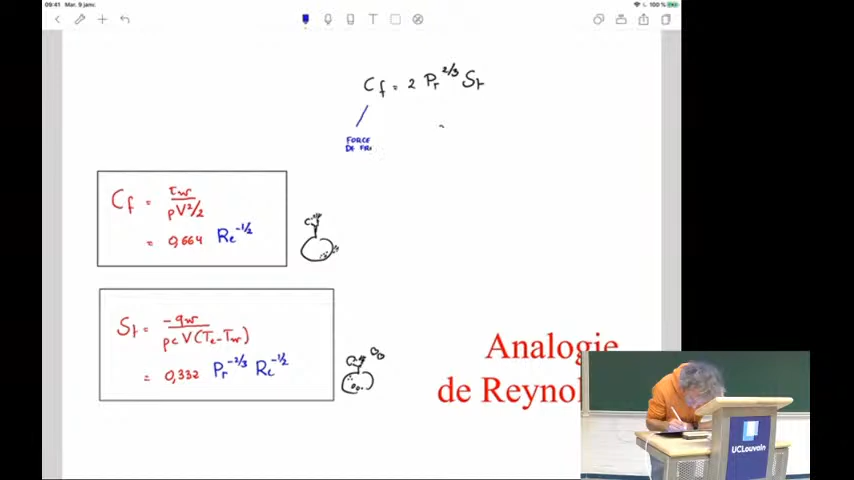 09:41 Mar. 9 janv.
100 %
Cf = 2 Pr^2/3 St
FORCE
DE FRI
Cf = τw / ρV²/2
= 0,664 Re^-1/2
St = -qw / ρcV(Te-Tw)
= 0,332 Pr^-2/3 Re^-1/2
Analogie
de Reynol
UCLouvain